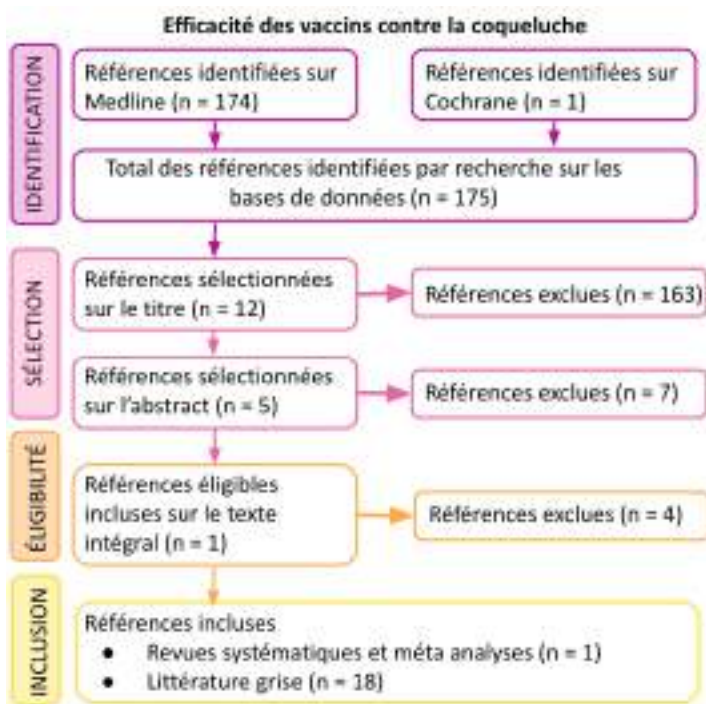 Efficacité des vaccins contre la coqueluche
IDENTIFICATION
Références identifiées sur
Medline (n = 174)
Références identifiées sur
Cochrane (n = 1)
Total des références identifiées par recherche sur les
bases de données (n = 175)
SÉLECTION
Références sélectionnées
sur le titre (n = 12)
Références exclues (n = 163)
Références sélectionnées
sur l'abstract (n = 5)
Références exclues (n = 7)
ÉLIGIBILITÉ
Références éligibles
incluses sur le texte
intégral (n = 1)
Références exclues (n = 4)
INCLUSION
Références incluses
● Revues systématiques et méta analyses (n = 1)
● Littérature grise (n = 18)